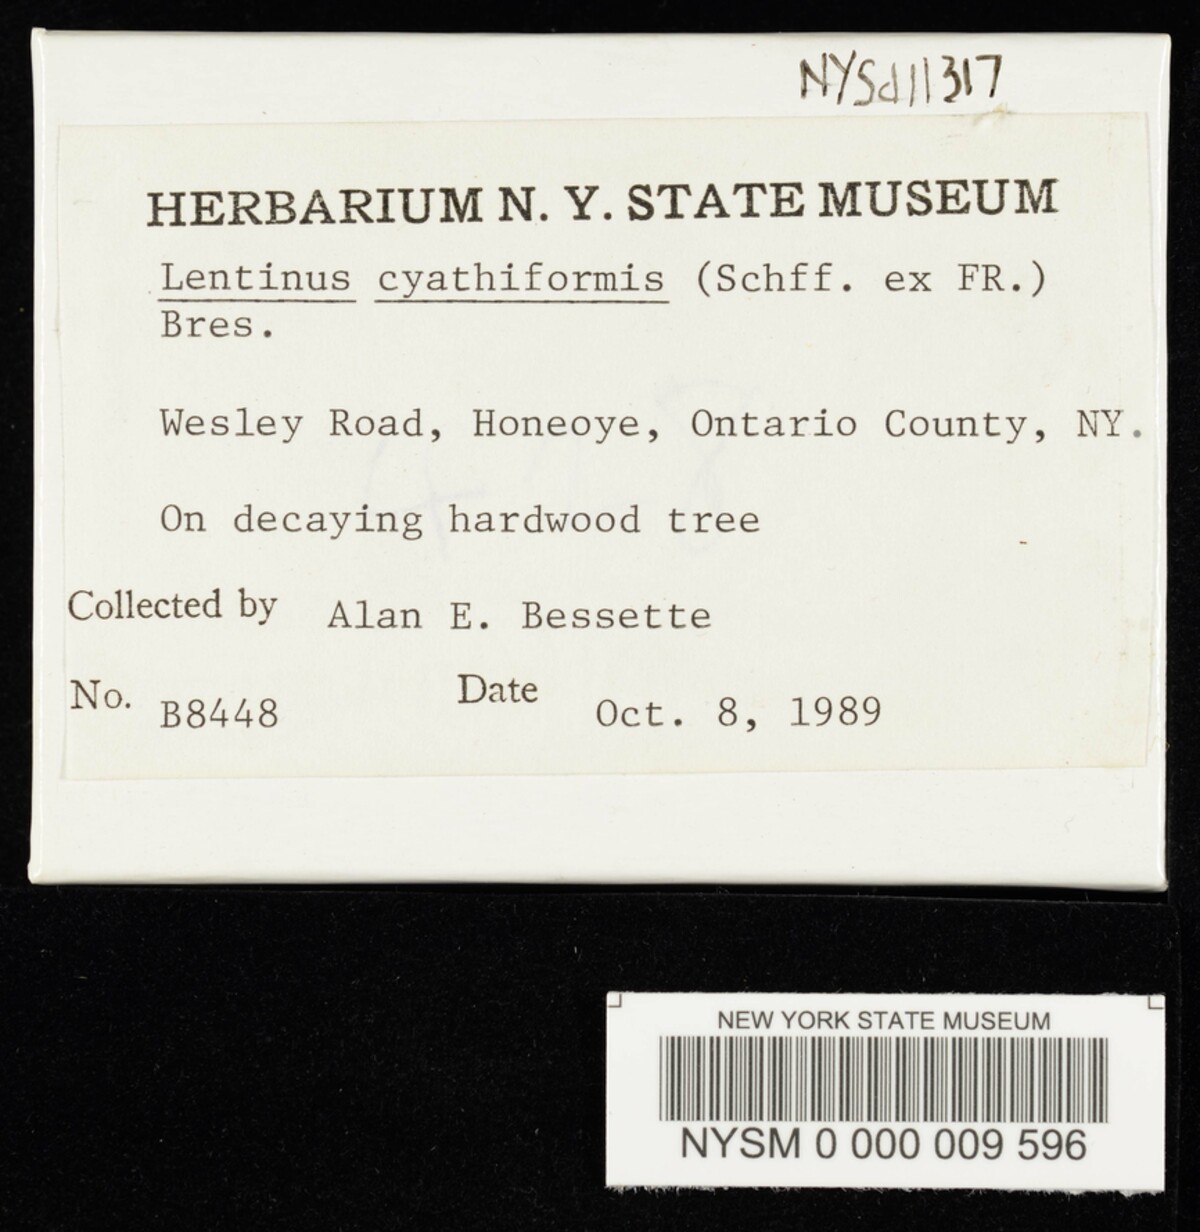 NYSd11317
HERBARIUM N. Y. STATE MUSEUM
Lentinus cyathiformis (Schff. ex FR.)
Bres.
Wesley Road, Honeoye, Ontario County, NY.
On decaying hardwood tree
Collected by Alan E. Bessette
No. B8448 Date Oct. 8, 1989
NEW YORK STATE MUSEUM
NYSM 0 000 009 596